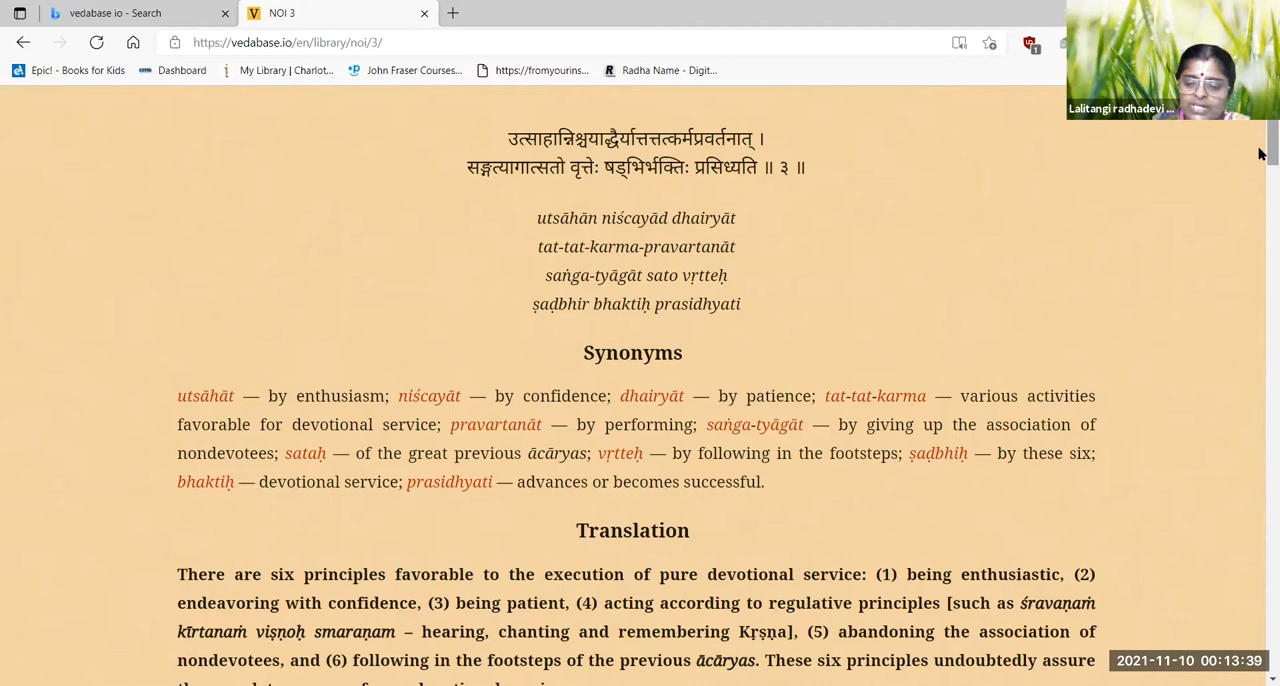 vedabase io - Search
NOI 3
https://vedabase.io/en/library/noi/3/
Epic! - Books for Kids
Dashboard
My Library | Charlot...
John Fraser Courses...
https://fromyourins...
Radha Name - Digit...
1
Lalitangi radhadevi ...
उत्साहान्निश्चयाद्धैर्यात्तत्तत्कर्मप्रवर्तनात् ।
सङ्गत्यागात्सतो वृत्तेः षड्‍भिर्भक्तिः प्रसिध्यति ॥ ३ ॥
utsāhān niścayād dhairyāt
tat-tat-karma-pravartanāt
saṅga-tyāgāt sato vṛtteḥ
ṣaḍbhir bhaktiḥ prasidhyati
Synonyms
utsāhāt — by enthusiasm; niścayāt — by confidence; dhairyāt — by patience; tat-tat-karma — various activities
favorable for devotional service; pravartanāt — by performing; saṅga-tyāgāt — by giving up the association of
nondevotees; sataḥ — of the great previous ācāryas; vṛtteḥ — by following in the footsteps; ṣaḍbhiḥ — by these six;
bhaktiḥ — devotional service; prasidhyati — advances or becomes successful.
Translation
There are six principles favorable to the execution of pure devotional service: (1) being enthusiastic, (2)
endeavoring with confidence, (3) being patient, (4) acting according to regulative principles [such as śravaṇaṁ
kīrtanaṁ viṣṇoḥ smaraṇam – hearing, chanting and remembering Kṛṣṇa], (5) abandoning the association of
nondevotees, and (6) following in the footsteps of the previous ācāryas. These six principles undoubtedly assure
2021-11-10 00:13:39